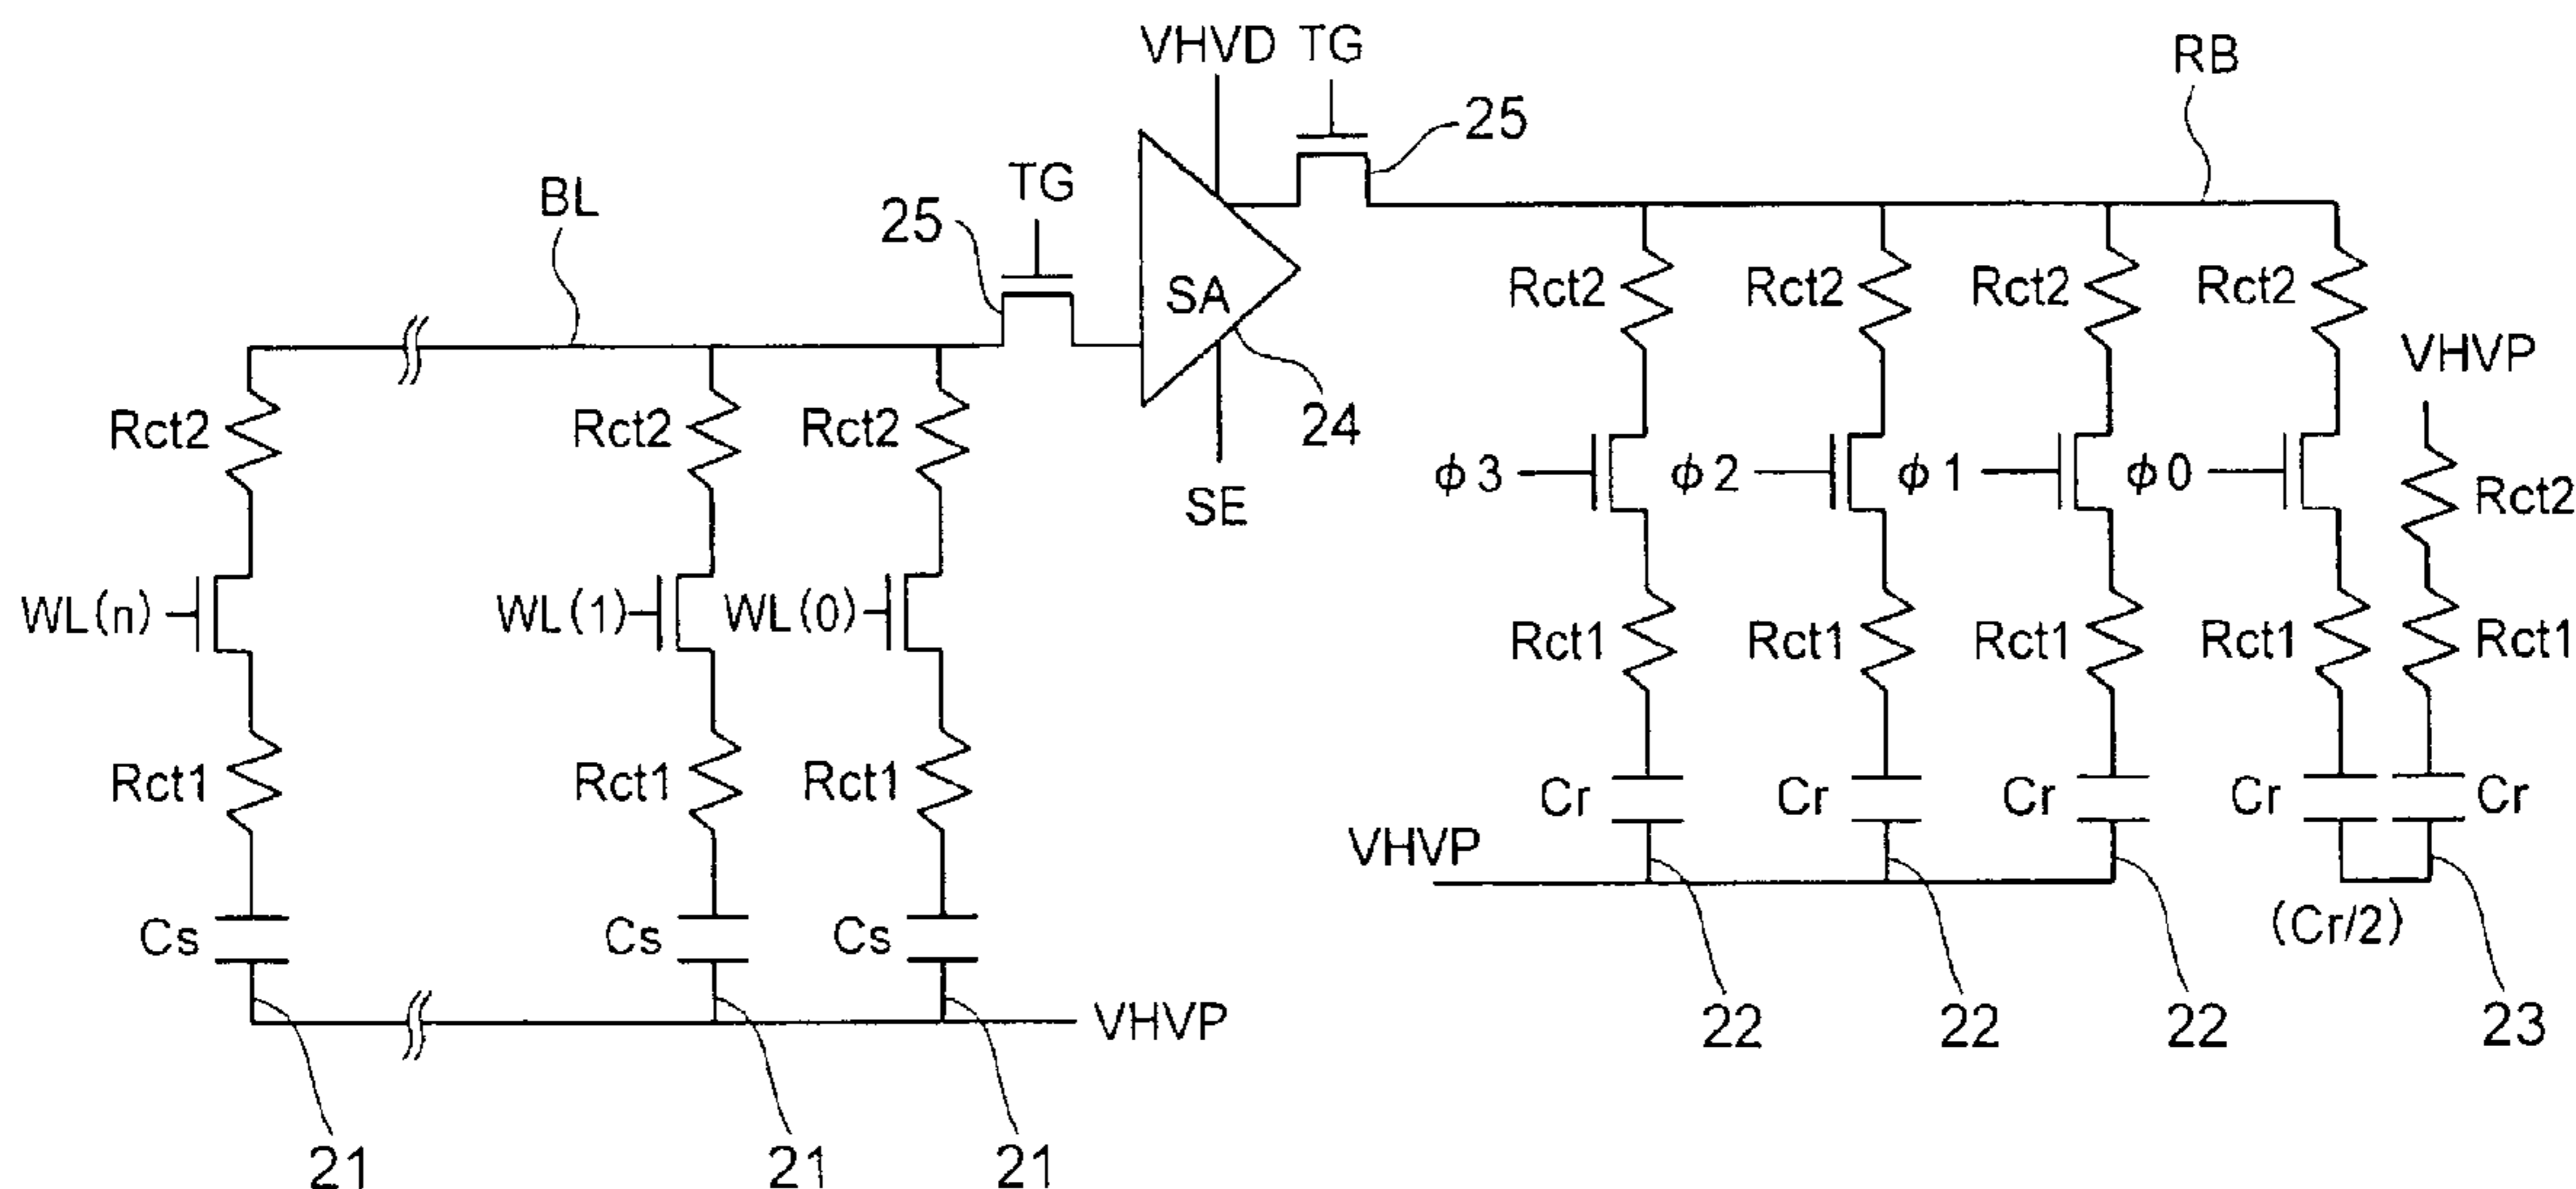 VHVD TG
RB
25
TG
BL
25
SA
Rct2 Rct2 Rct2 Rct2
VHVP
Rct2 Rct2 Rct2
24
φ3 φ2 φ1 φ0
Rct2
SE
WL(n) WL(1) WL(0)
Rct1 Rct1 Rct1 Rct1 Rct1
Rct1 Rct1 Rct1
Cr Cr Cr Cr Cr
VHVP
Cs Cs Cs
(Cr/2)
VHVP
22 22 22 23
21 21 21